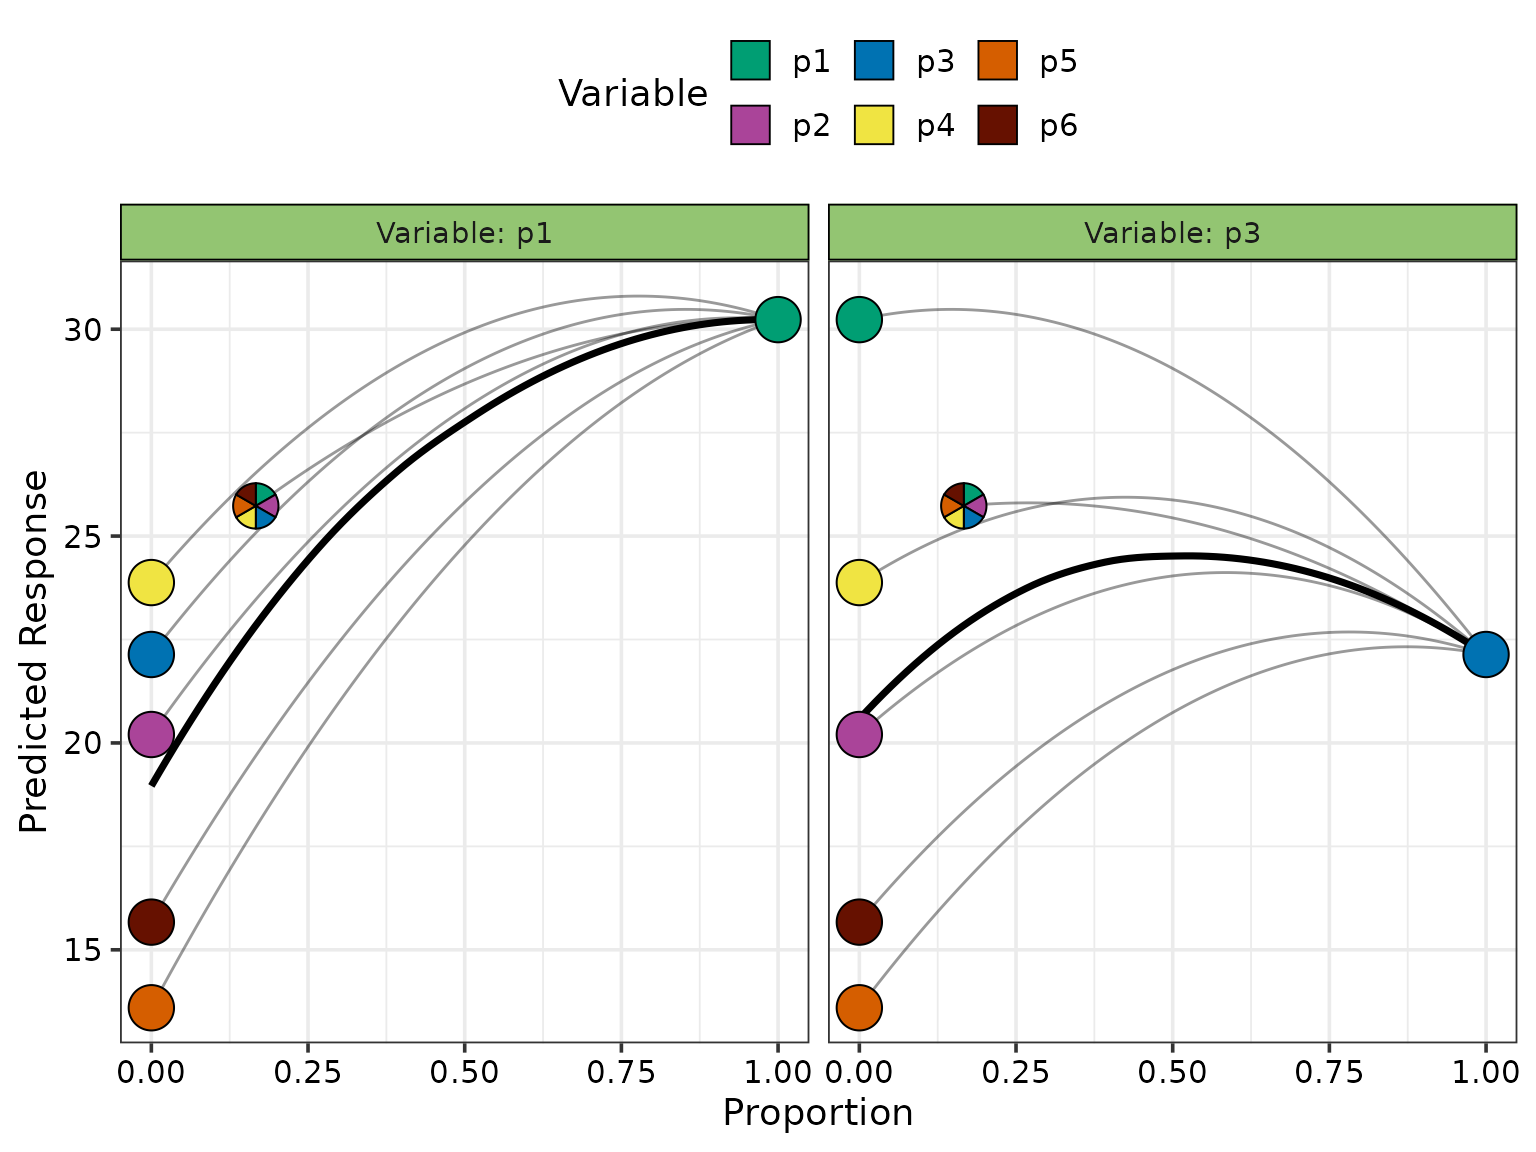 Variable
p1 p3 p5
p2 p4 p6
Variable: p1 Variable: p3
Predicted Response
30
25
20
15
0.00 0.25 0.50 0.75 1.00 0.00 0.25 0.50 0.75 1.00
Proportion